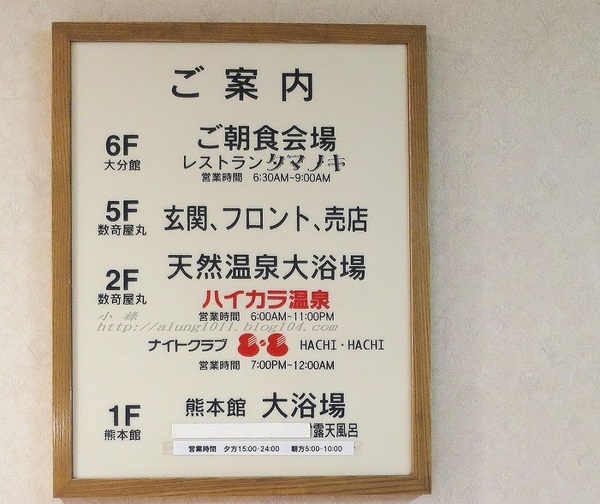 ご案内
6F ご朝食会場
大分館 レストランタマノキ
営業時間 6:30AM~9:00AM
5F 玄関、フロント、売店
数奇屋丸
天然温泉大浴場
2F ハイカラ温泉
数奇屋丸 営業時間 6:00AM~11:00PM
小緑
http://alung1011.blog104.com/
ナイトクラブ 8・8 HACHI・HACHI
営業時間 7:00PM~12:00AM
1F 熊本館 大浴場
熊本館 露天風呂
営業時間 夕方15:00-24:00 朝方5:00-10:00